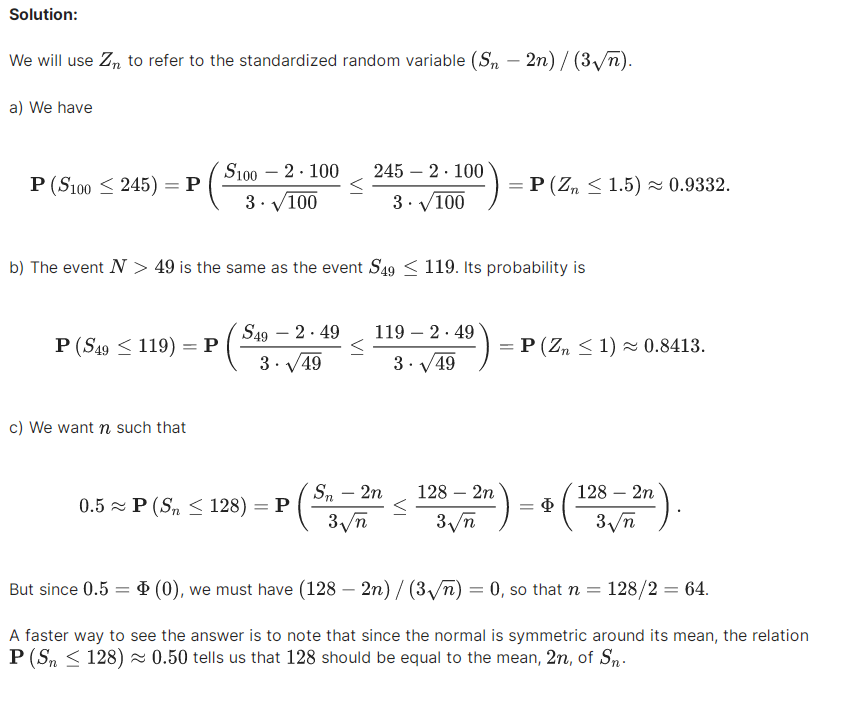 Solution:
We will use $Z_n$ to refer to the standardized random variable $(S_n - 2n) / (3\sqrt{n})$.
a) We have
$\mathbf{P}(S_{100} \leq 245) = \mathbf{P}\left(\frac{S_{100} - 2 \cdot 100}{3 \cdot \sqrt{100}} \leq \frac{245 - 2 \cdot 100}{3 \cdot \sqrt{100}}\right) = \mathbf{P}(Z_n \leq 1.5) \approx 0.9332.$
b) The event $N > 49$ is the same as the event $S_{49} \leq 119$. Its probability is
$\mathbf{P}(S_{49} \leq 119) = \mathbf{P}\left(\frac{S_{49} - 2 \cdot 49}{3 \cdot \sqrt{49}} \leq \frac{119 - 2 \cdot 49}{3 \cdot \sqrt{49}}\right) = \mathbf{P}(Z_n \leq 1) \approx 0.8413.$
c) We want $n$ such that
$0.5 \approx \mathbf{P}(S_n \leq 128) = \mathbf{P}\left(\frac{S_n - 2n}{3\sqrt{n}} \leq \frac{128 - 2n}{3\sqrt{n}}\right) = \Phi\left(\frac{128 - 2n}{3\sqrt{n}}\right).$
But since $0.5 = \Phi(0)$, we must have $(128 - 2n) / (3\sqrt{n}) = 0$, so that $n = 128/2 = 64$.
A faster way to see the answer is to note that since the normal is symmetric around its mean, the relation
$\mathbf{P}(S_n \leq 128) \approx 0.50$ tells us that $128$ should be equal to the mean, $2n$, of $S_n$.